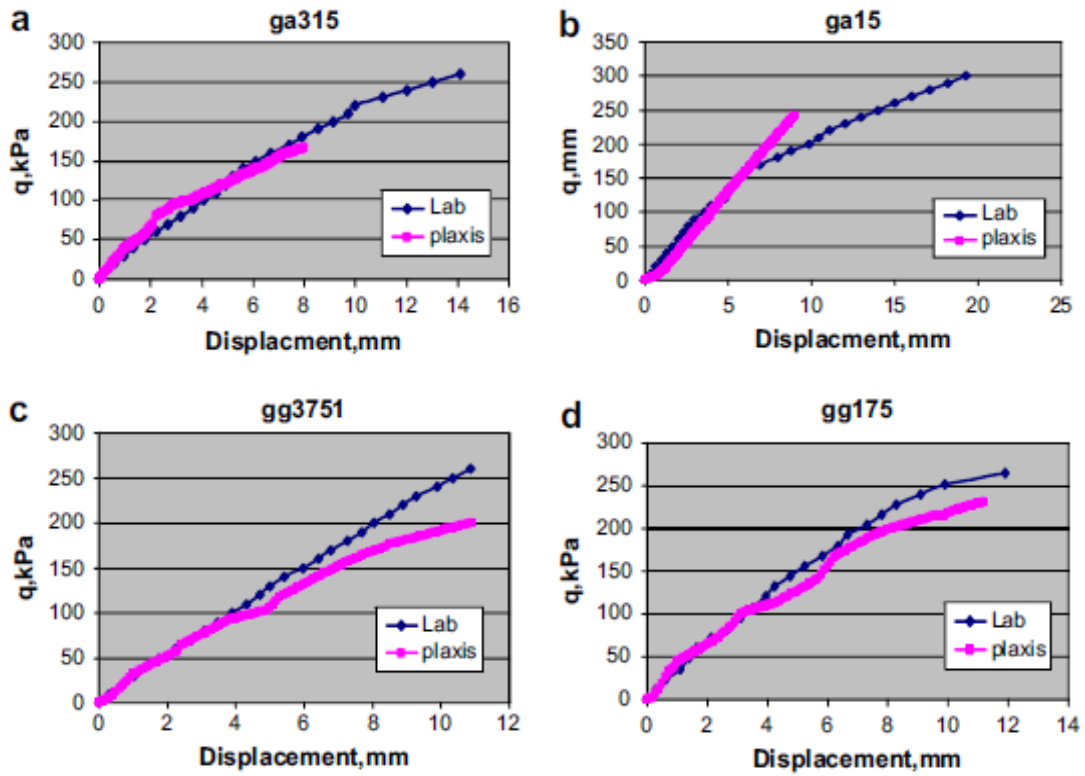 a
ga315
300
250
200
150
100
50
0
q,kPa
Lab
plaxis
0 2 4 6 8 10 12 14 16
Displacment,mm
b
ga15
350
300
250
200
150
100
50
0
q,mm
Lab
plaxis
0 5 10 15 20 25
Displacment,mm
c
gg3751
300
250
200
150
100
50
0
q,kPa
Lab
plaxis
0 2 4 6 8 10 12
Displacement,mm
d
gg175
300
250
200
150
100
50
0
q,kPa
Lab
plaxis
0 2 4 6 8 10 12 14
Displacement,mm